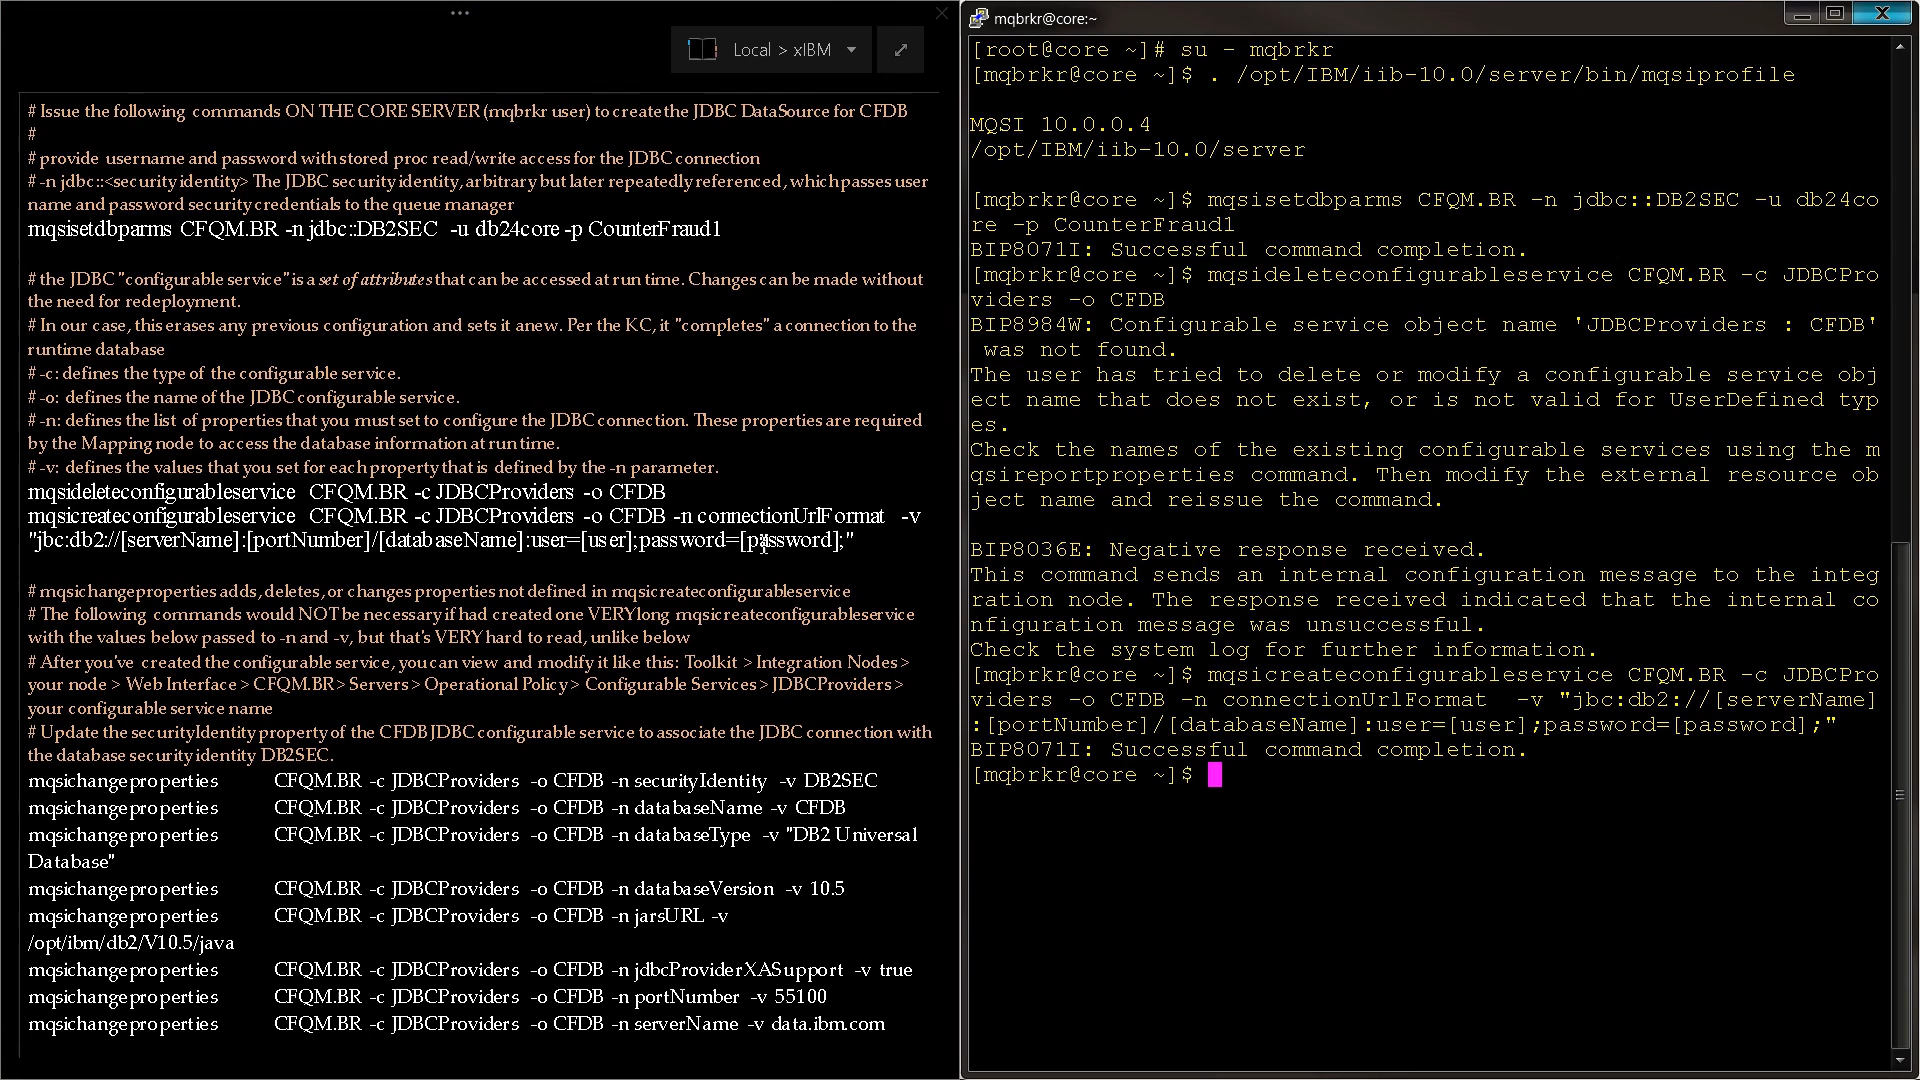 Local > xIBM
# Issue the following commands ON THE CORE SERVER (mqbrkr user) to create the JDBC DataSource for CFDB
#
# provide username and password with stored proc read/write access for the JDBC connection
# -n jdbc::<security identity> The JDBC security identity, arbitrary but later repeatedly referenced, which passes user
name and password security credentials to the queue manager
mqsisetdbparms CFQM.BR -n jdbc::DB2SEC -u db24core -p CounterFraud1
# the JDBC "configurable service" is a set of attributes that can be accessed at run time. Changes can be made without
the need for redeployment.
# In our case, this erases any previous configuration and sets it anew. Per the KC, it "completes" a connection to the
runtime database
# -c: defines the type of the configurable service.
# -o: defines the name of the JDBC configurable service.
# -n: defines the list of properties that you must set to configure the JDBC connection. These properties are required
by the Mapping node to access the database information at run time.
# -v: defines the values that you set for each property that is defined by the -n parameter.
mqsideleteconfigurableservice CFQM.BR -c JDBCProviders -o CFDB
mqsicreateconfigurableservice CFQM.BR -c JDBCProviders -o CFDB -n connectionUrlFormat -v
"jbc:db2://[serverName]:[portNumber]/[databaseName]:user=[user];password=[password];"
# mqsichangeproperties adds, deletes, or changes properties not defined in mqsicreateconfigurableservice
# The following commands would NOT be necessary if had created one VERY long mqsicreateconfigurableservice
with the values below passed to -n and -v, but that's VERY hard to read, unlike below
# After you've created the configurable service, you can view and modify it like this: Toolkit > Integration Nodes >
your node > Web Interface > CFQM.BR > Servers > Operational Policy > Configurable Services > JDBCProviders >
your configurable service name
# Update the securityIdentity property of the CFDB JDBC configurable service to associate the JDBC connection with
the database security identity DB2SEC.
mqsichangeproperties CFQM.BR -c JDBCProviders -o CFDB -n securityIdentity -v DB2SEC
mqsichangeproperties CFQM.BR -c JDBCProviders -o CFDB -n databaseName -v CFDB
mqsichangeproperties CFQM.BR -c JDBCProviders -o CFDB -n databaseType -v "DB2 Universal
Database"
mqsichangeproperties CFQM.BR -c JDBCProviders -o CFDB -n databaseVersion -v 10.5
mqsichangeproperties CFQM.BR -c JDBCProviders -o CFDB -n jarsURL -v
/opt/ibm/db2/V10.5/java
mqsichangeproperties CFQM.BR -c JDBCProviders -o CFDB -n jdbcProviderXASupport -v true
mqsichangeproperties CFQM.BR -c JDBCProviders -o CFDB -n portNumber -v 55100
mqsichangeproperties CFQM.BR -c JDBCProviders -o CFDB -n serverName -v data.ibm.com
mqbrkr@core:~
[root@core ~]# su - mqbrkr
[mqbrkr@core ~]$ . /opt/IBM/iib-10.0/server/bin/mqsiprofile
MQSI 10.0.0.4
/opt/IBM/iib-10.0/server
[mqbrkr@core ~]$ mqsisetdbparms CFQM.BR -n jdbc::DB2SEC -u db24co
re -p CounterFraud1
BIP8071I: Successful command completion.
[mqbrkr@core ~]$ mqsideleteconfigurableservice CFQM.BR -c JDBCPro
viders -o CFDB
BIP8984W: Configurable service object name 'JDBCProviders : CFDB'
was not found.
The user has tried to delete or modify a configurable service obj
ect name that does not exist, or is not valid for UserDefined typ
es.
Check the names of the existing configurable services using the m
qsireportproperties command. Then modify the external resource ob
ject name and reissue the command.
BIP8036E: Negative response received.
This command sends an internal configuration message to the integ
ration node. The response received indicated that the internal co
nfiguration message was unsuccessful.
Check the system log for further information.
[mqbrkr@core ~]$ mqsicreateconfigurableservice CFQM.BR -c JDBCPro
viders -o CFDB -n connectionUrlFormat  -v "jbc:db2://[serverName]
:[portNumber]/[databaseName]:user=[user];password=[password];"
BIP8071I: Successful command completion.
[mqbrkr@core ~]$